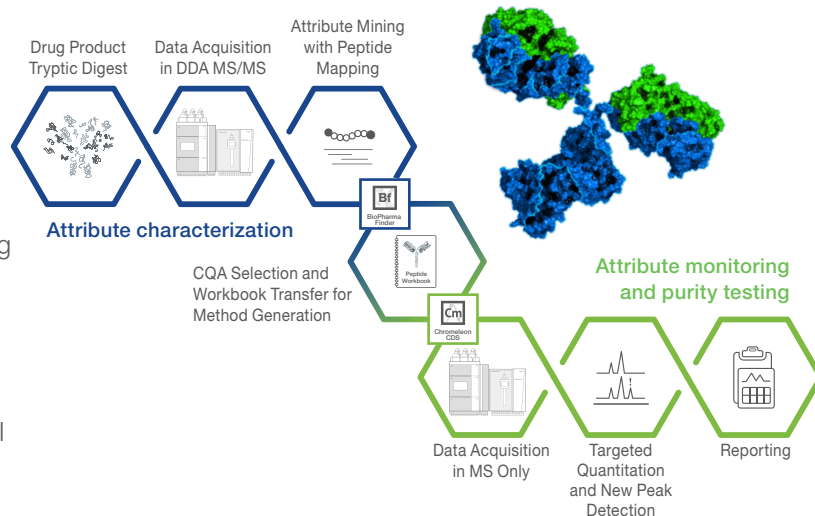 Drug Product
Tryptic Digest
Data Acquisition
in DDA MS/MS
Attribute Mining
with Peptide
Mapping
Bf
BioPharma
Finder
Attribute characterization
g
CQA Selection and
Workbook Transfer for
Method Generation
Peptide
Workbook
Attribute monitoring
and purity testing
Cm
Chromeleon
CDS
l
Data Acquisition
in MS Only
Targeted
Quantitation
and New Peak
Detection
Reporting